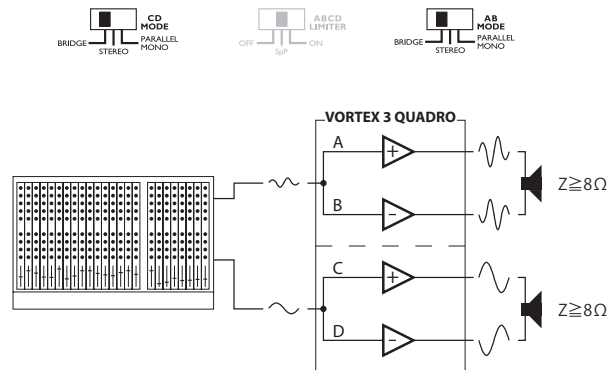 CD
MODE
BRIDGE
STEREO
PARALLEL
MONO
ABCD
LIMITER
OFF
SpP
ON
AB
MODE
BRIDGE
STEREO
PARALLEL
MONO
VORTEX 3 QUADRO
A
+
B
-
Z≧8Ω
C
+
D
-
Z≧8Ω